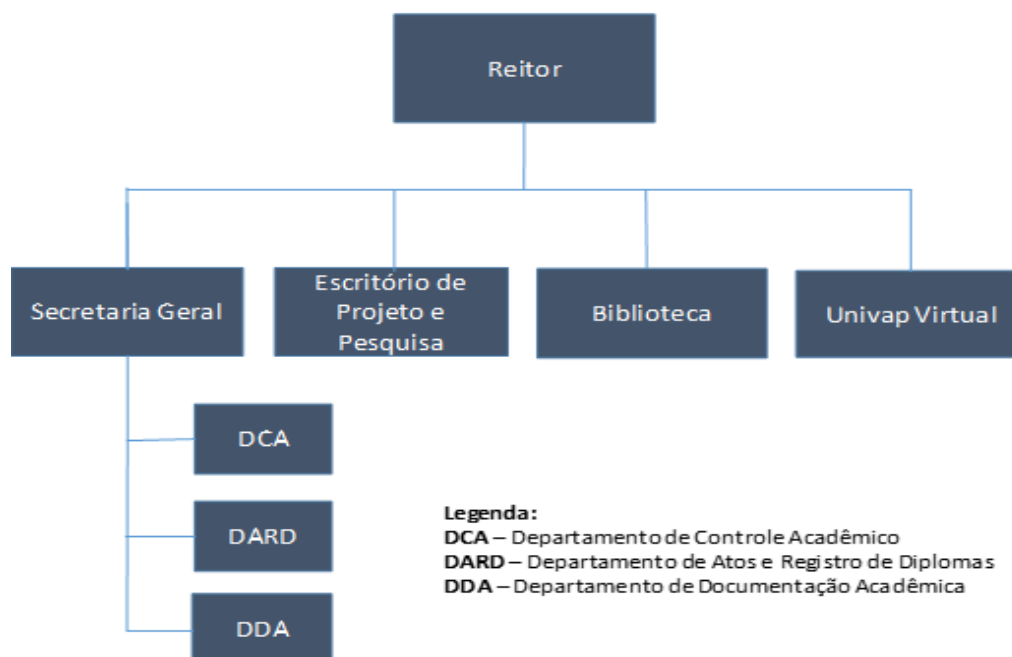 Reitor
Secretaria Geral
Escritório de
Projeto e
Pesquisa
Biblioteca
Univap Virtual
DCA
DARD
DDA
Legenda:
DCA – Departamento de Controle Acadêmico
DARD – Departamento de Atos e Registro de Diplomas
DDA – Departamento de Documentação Acadêmica